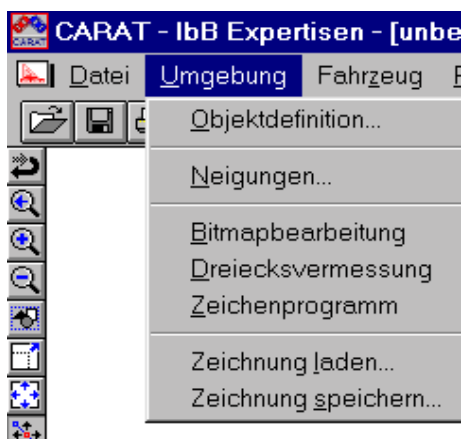 CARAT - IbB Expertisen - [unbe
Datei Umgebung Fahrzeug
Objektdefinition...
Neigungen...
Bitmapbearbeitung
Dreiecksvermessung
Zeichenprogramm
Zeichnung laden...
Zeichnung speichern...